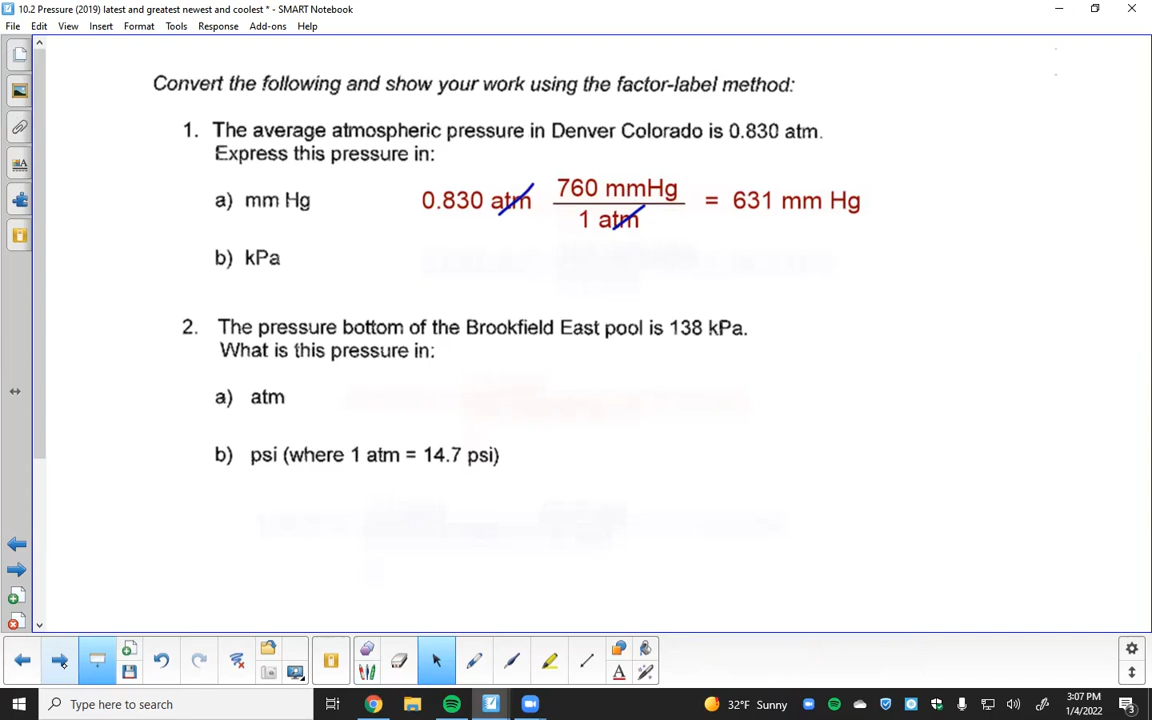 10.2 Pressure (2019) latest and greatest newest and coolest * - SMART Notebook
File Edit View Insert Format Tools Response Add-ons Help
Convert the following and show your work using the factor-label method:
1. The average atmospheric pressure in Denver Colorado is 0.830 atm.
Express this pressure in:
a) mm Hg 0.830 atm 760 mmHg = 631 mm Hg
1 atm
b) kPa
2. The pressure bottom of the Brookfield East pool is 138 kPa.
What is this pressure in:
a) atm
b) psi (where 1 atm = 14.7 psi)
Type here to search
32°F Sunny
3:07 PM
1/4/2022
3